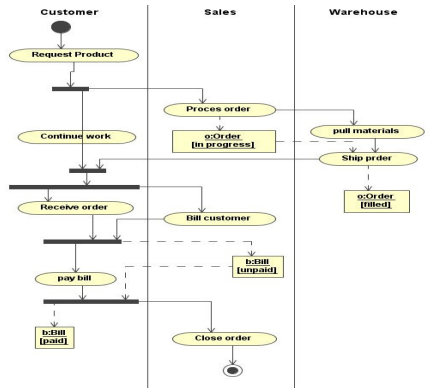 Customer
Sales
Warehouse
Request Product
Proces order
pull materials
Continue work
o:Order
[in progress]
Ship prder
Receive order
Bill customer
o:Order
[filled]
b:Bill
[unpaid]
pay bill
b:Bill
[paid]
Close order